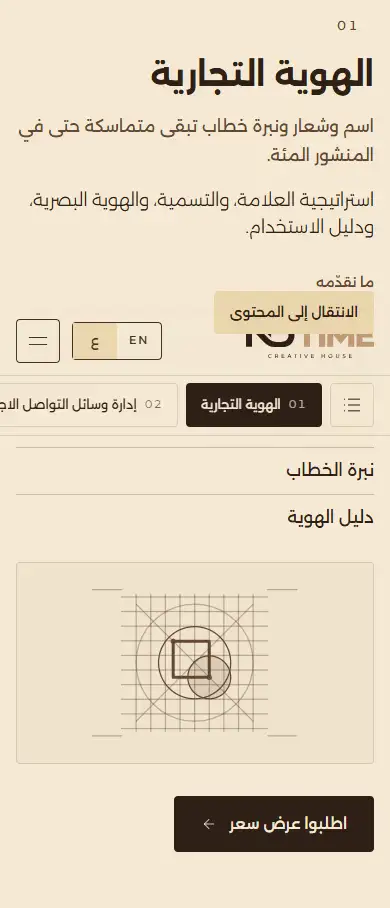 01
الهوية التجارية
اسم وشعار ونبرة خطاب تبقى متماسكة حتى في
المنشور المئة.
استراتيجية العلامة، والتسمية، والهوية البصرية،
ودليل الاستخدام.
ما نقدّمه
الانتقال إلى المحتوى
EN
ع
TIME
CREATIVE HOUSE
01 الهوية التجارية
02 إدارة وسائل التواصل
نبرة الخطاب
دليل الهوية
اطلبوا عرض سعر ←